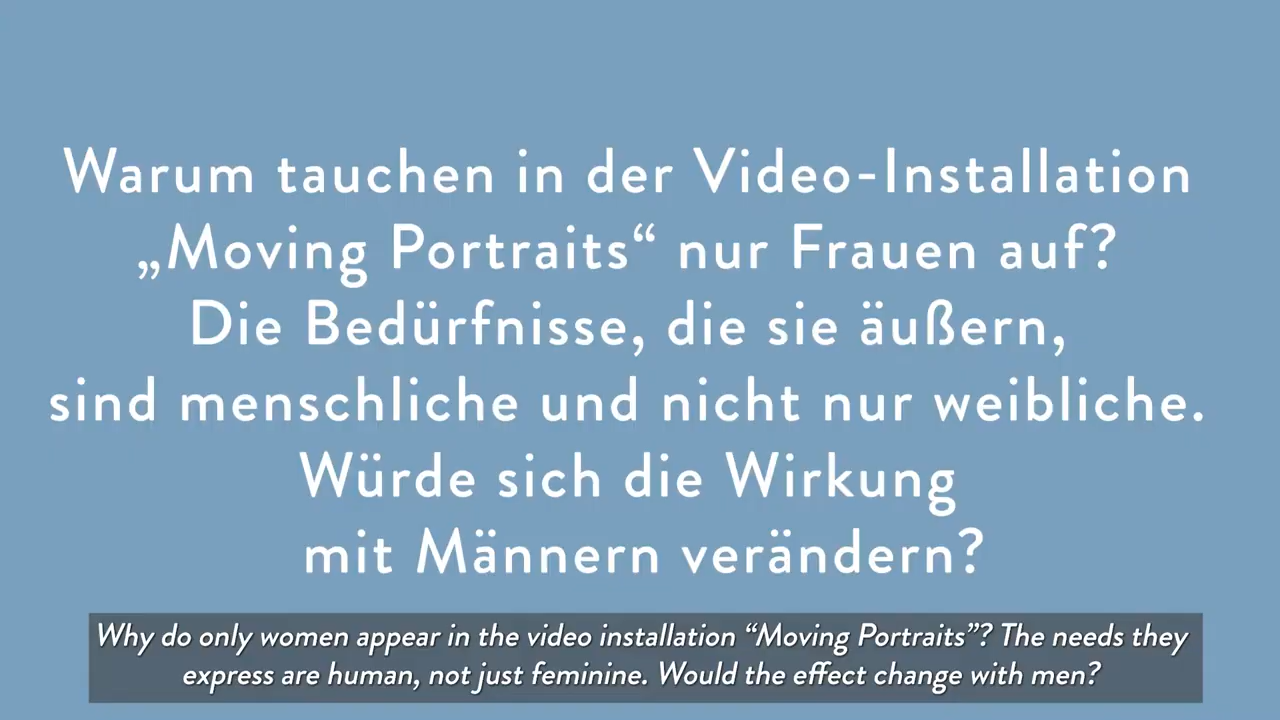 Warum tauchen in der Video-Installation
„Moving Portraits“ nur Frauen auf?
Die Bedürfnisse, die sie äußern,
sind menschliche und nicht nur weibliche.
Würde sich die Wirkung
mit Männern verändern?
Why do only women appear in the video installation “Moving Portraits”? The needs they
express are human, not just feminine. Would the effect change with men?